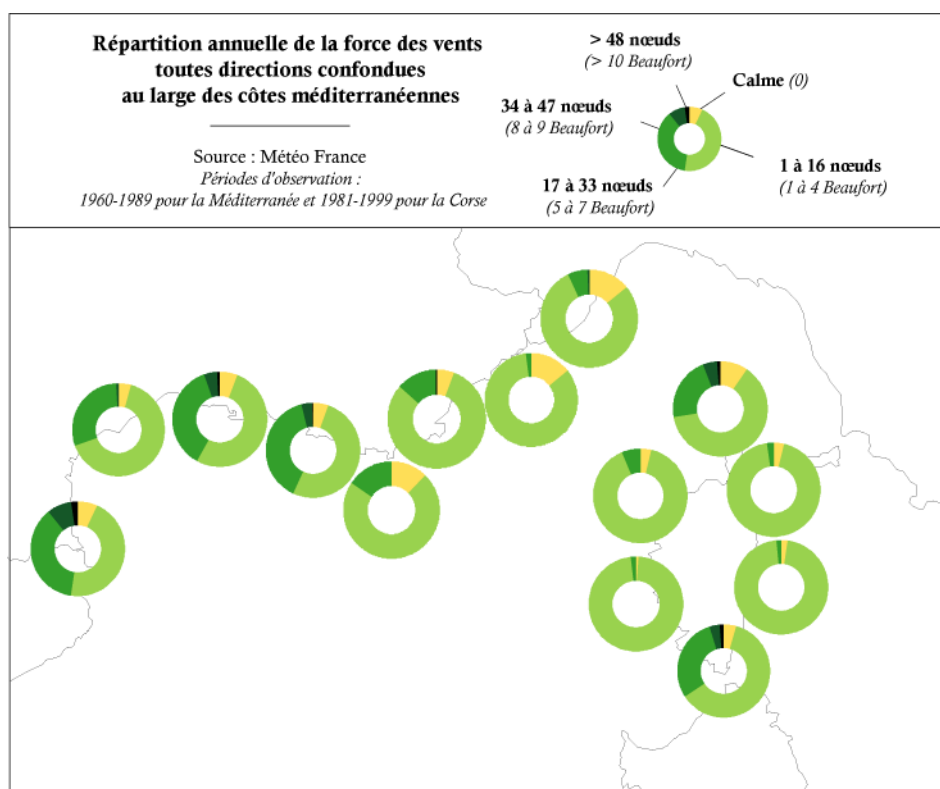 Répartition annuelle de la force des vents
toutes directions confondues
au large des côtes méditerranéennes
Source : Météo France
Périodes d'observation :
1960-1989 pour la Méditerranée et 1981-1999 pour la Corse
> 48 nœuds
(> 10 Beaufort)
Calme (0)
34 à 47 nœuds
(8 à 9 Beaufort)
1 à 16 nœuds
(1 à 4 Beaufort)
17 à 33 nœuds
(5 à 7 Beaufort)